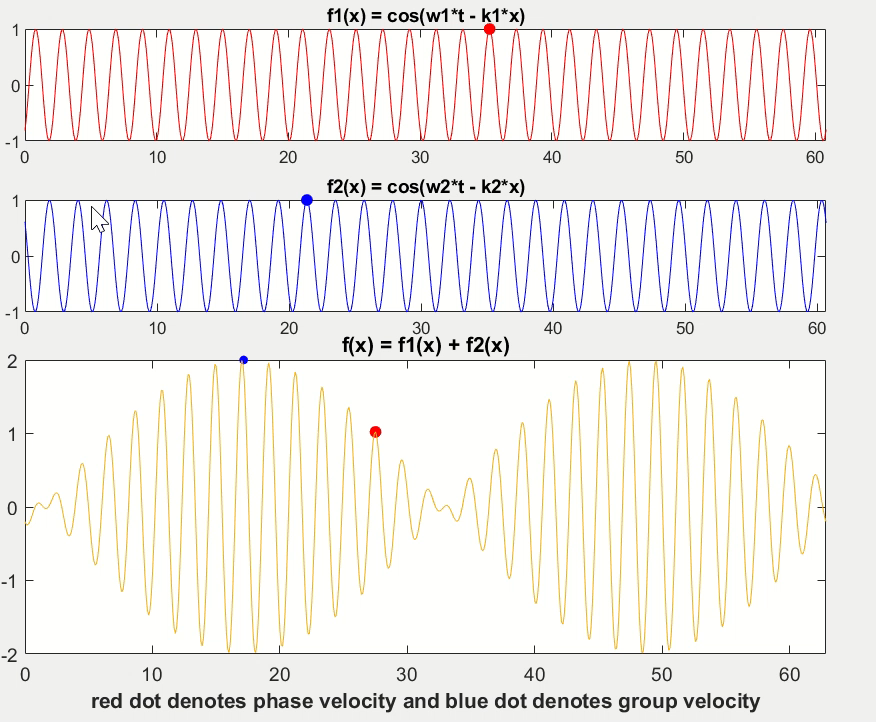 f1(x) = cos(w1*t - k1*x)
1
0
-1
0 10 20 30 40 50 60
f2(x) = cos(w2*t - k2*x)
1
0
-1
0 10 20 30 40 50 60
f(x) = f1(x) + f2(x)
2
1
0
-1
-2
0 10 20 30 40 50 60
red dot denotes phase velocity and blue dot denotes group velocity